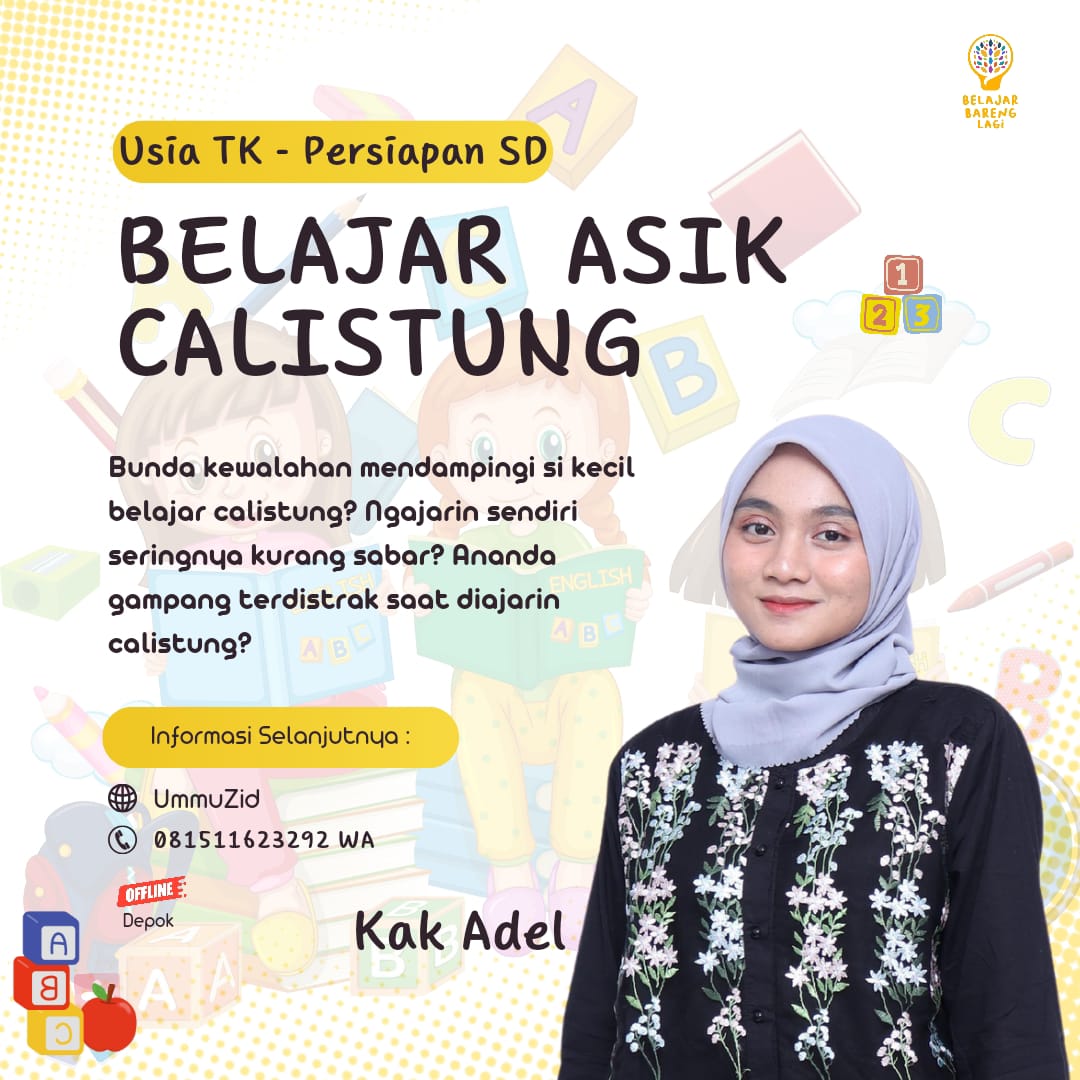 BELAJAR
BARENG
LAGI
Usia TK - Persiapan SD
BELAJAR ASIK
CALISTUNG
1
2 3
A
B
C
B
C
B
Bunda kewalahan mendampingi si kecil
belajar calistung? Ngajarin sendiri
seringnya kurang sabar? Ananda
gampang terdistrak saat diajarin
calistung?
ENGLISH
A B C
ENGLISH
A B C
Informasi Selanjutnya :
UmmuZid
081511623292 WA
OFFLINE
Depok
Kak Adel
A
B
C
A A
B B